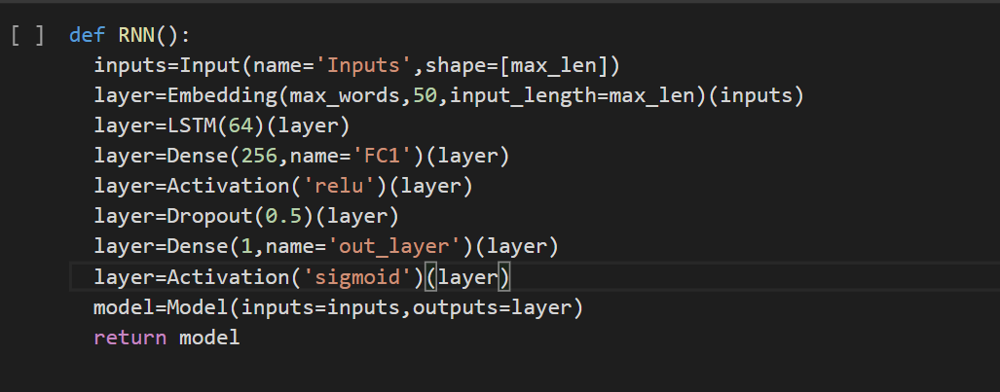 [ ] def RNN():
inputs=Input(name='Inputs',shape=[max_len])
layer=Embedding(max_words,50,input_length=max_len)(inputs)
layer=LSTM(64)(layer)
layer=Dense(256,name='FC1')(layer)
layer=Activation('relu')(layer)
layer=Dropout(0.5)(layer)
layer=Dense(1,name='out_layer')(layer)
layer=Activation('sigmoid')(layer)
model=Model(inputs=inputs,outputs=layer)
return model